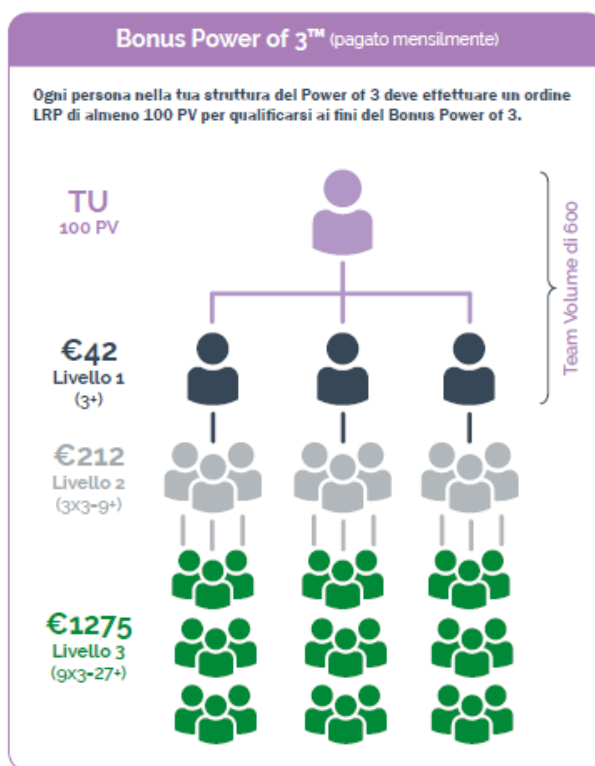 Bonus Power of 3™ (pagato mensilmente)
Ogni persona nella tua struttura del Power of 3 deve effettuare un ordine
LRP di almeno 100 PV per qualificarsi ai fini del Bonus Power of 3.
TU
100 PV
Team Volume di 600
€42
Livello 1
(3+)
€212
Livello 2
(3x3=9+)
€1275
Livello 3
(9x3=27+)